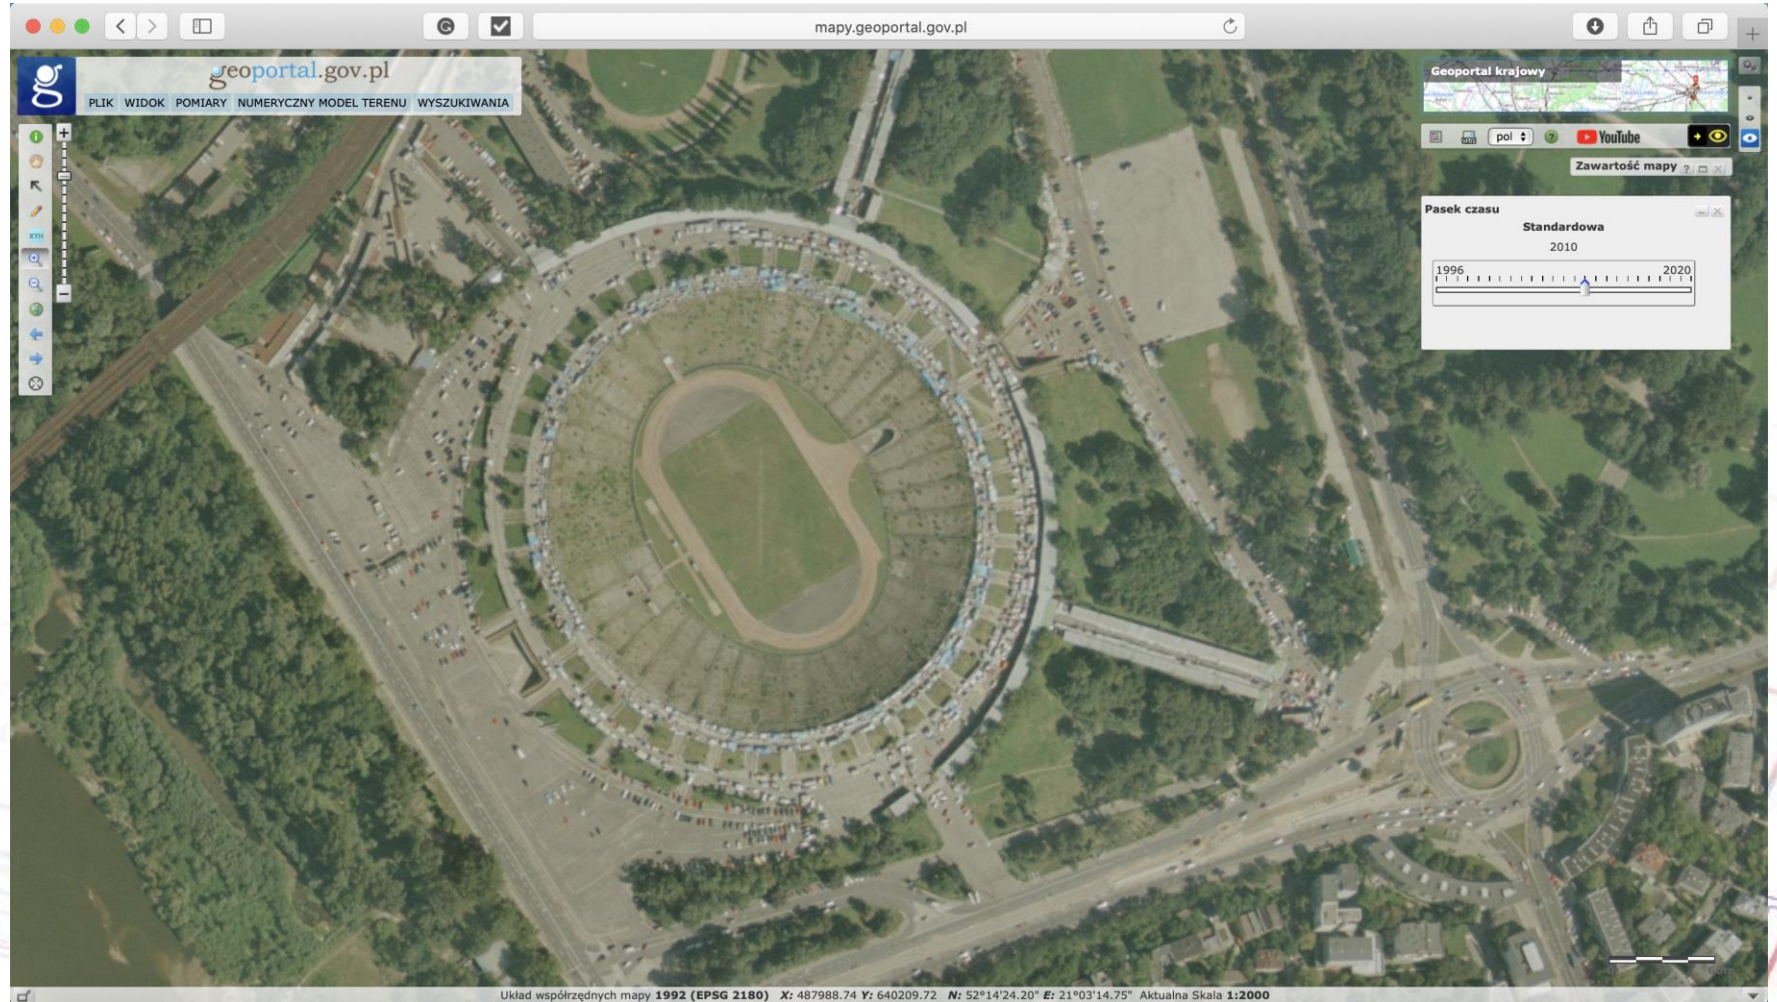 mapy.geoportal.gov.pl
geoportal.gov.pl
PLIK WIDOK POMIARY NUMERYCZNY MODEL TERENU WYSZUKIWANIA
XYH
Geoportal krajowy
pol
YouTube
Zawartość mapy
Pasek czasu
Standardowa
2010
1996 2020
Układ współrzędnych mapy 1992 (EPSG 2180) X: 487988.74 Y: 640209.72 N: 52°14'24.20" E: 21°03'14.75" Aktualna Skala 1:2000